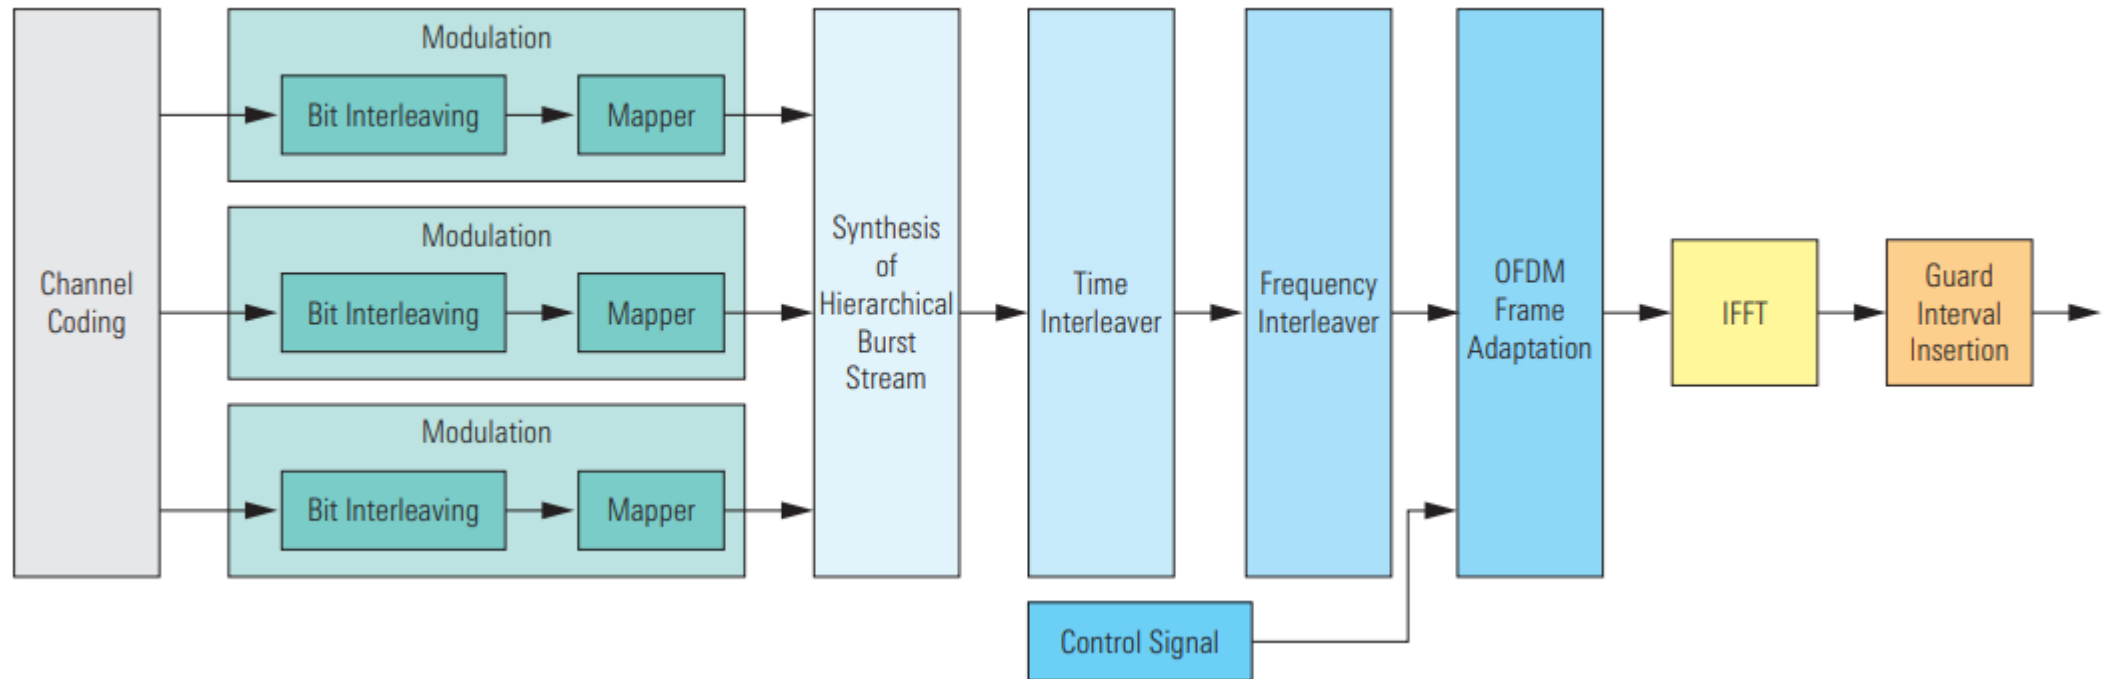 Channel
Coding
Modulation
Bit Interleaving
Mapper
Modulation
Bit Interleaving
Mapper
Modulation
Bit Interleaving
Mapper
Synthesis
of
Hierarchical
Burst
Stream
Time
Interleaver
Frequency
Interleaver
OFDM
Frame
Adaptation
Control Signal
IFFT
Guard
Interval
Insertion